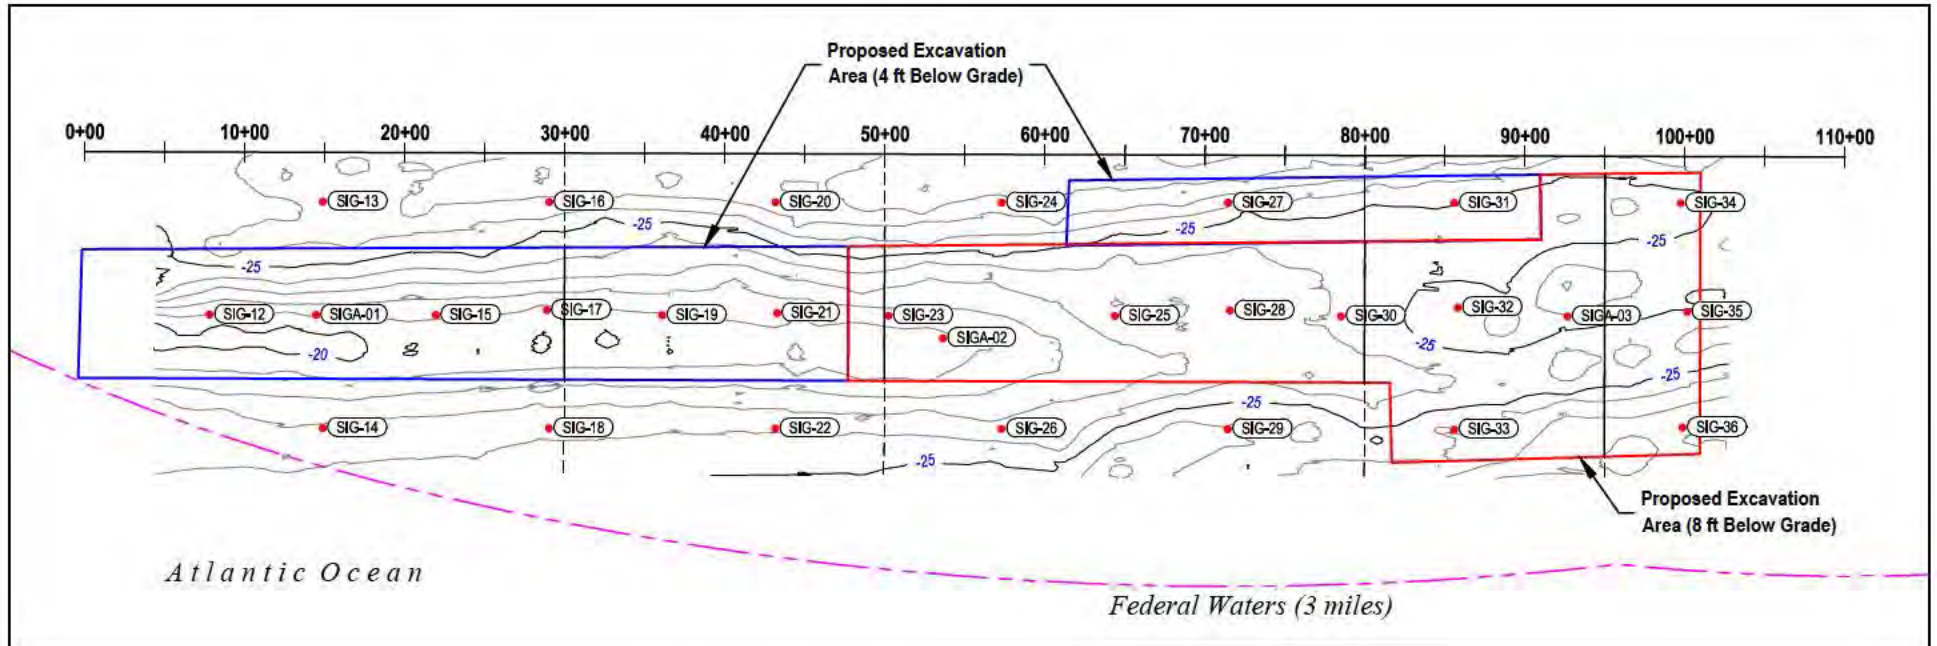 Proposed Excavation
Area (4 ft Below Grade)
0+00
10+00
20+00
30+00
40+00
50+00
60+00
70+00
80+00
90+00
100+00
110+00
SIG-13
SIG-16
SIG-20
SIG-24
SIG-27
SIG-31
SIG-34
-25
-25
-25
-25
SIG-12
SIGA-01
SIG-15
SIG-17
SIG-19
SIG-21
SIG-23
SIGA-02
SIG-25
SIG-28
SIG-30
SIG-32
SIGA-03
SIG-35
-20
-25
-25
-25
SIG-14
SIG-18
SIG-22
SIG-26
SIG-29
SIG-33
SIG-36
-25
Proposed Excavation
Area (8 ft Below Grade)
Atlantic Ocean
Federal Waters (3 miles)